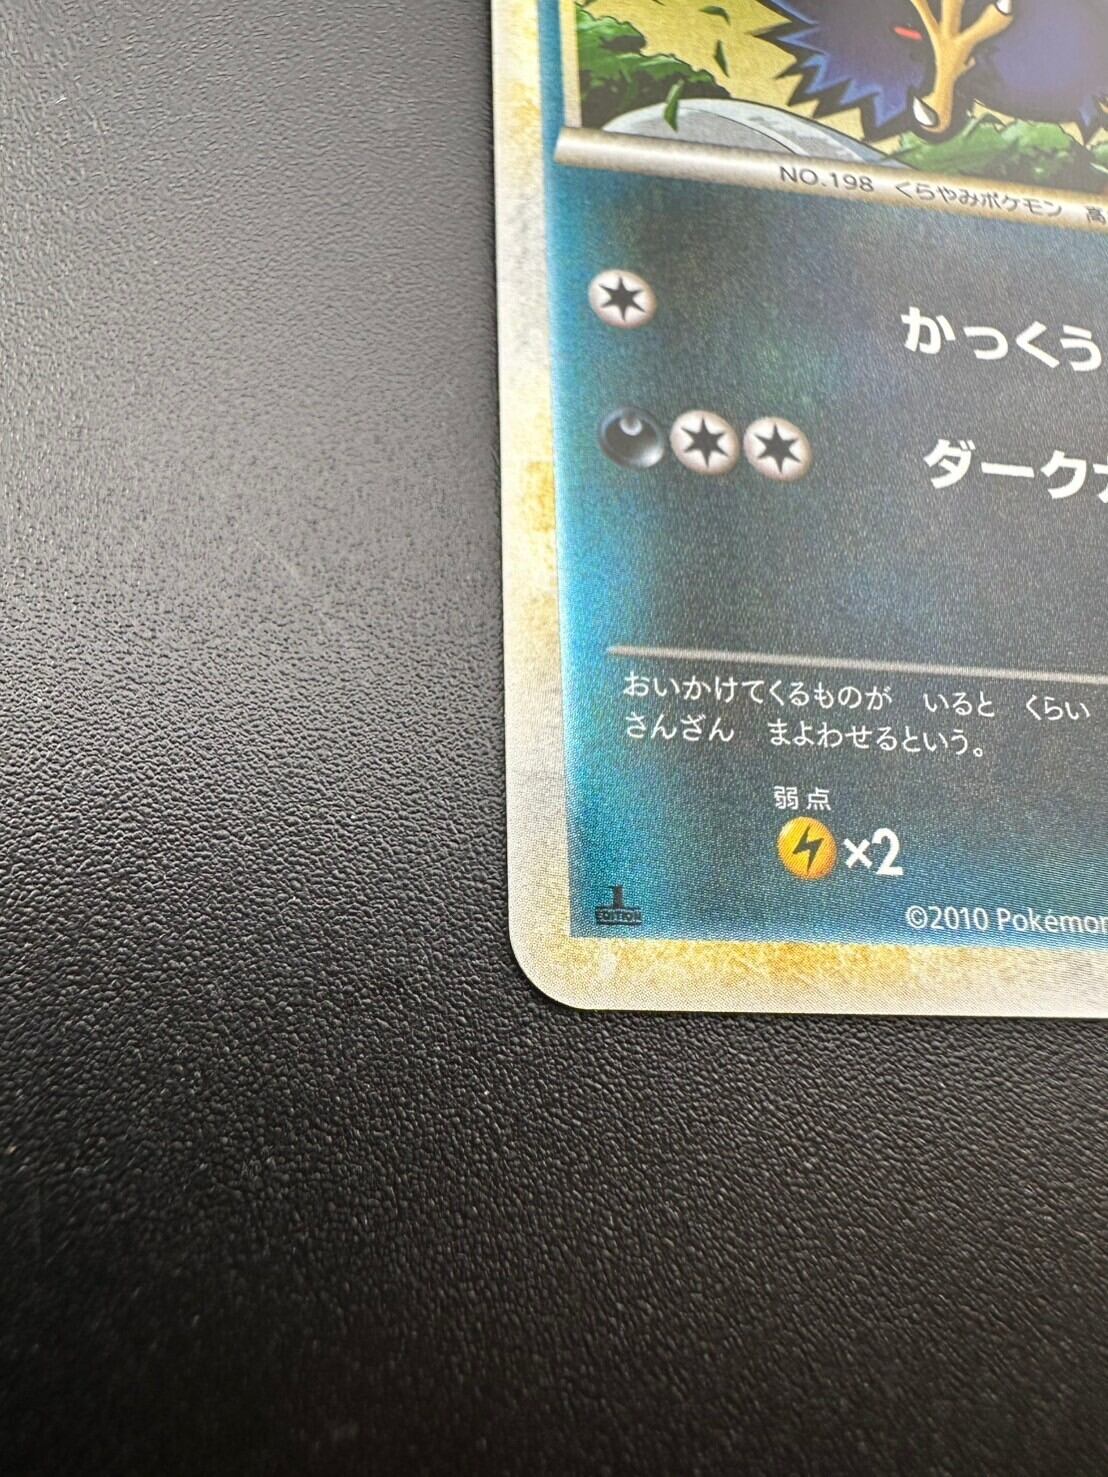 NO.198 くらやみポケモン 高
かっくう
ダーク
おいかけてくるものが いると くらい
さんざん まよわせるという。
弱点
×2
1
EDITION
©2010 Pokémon